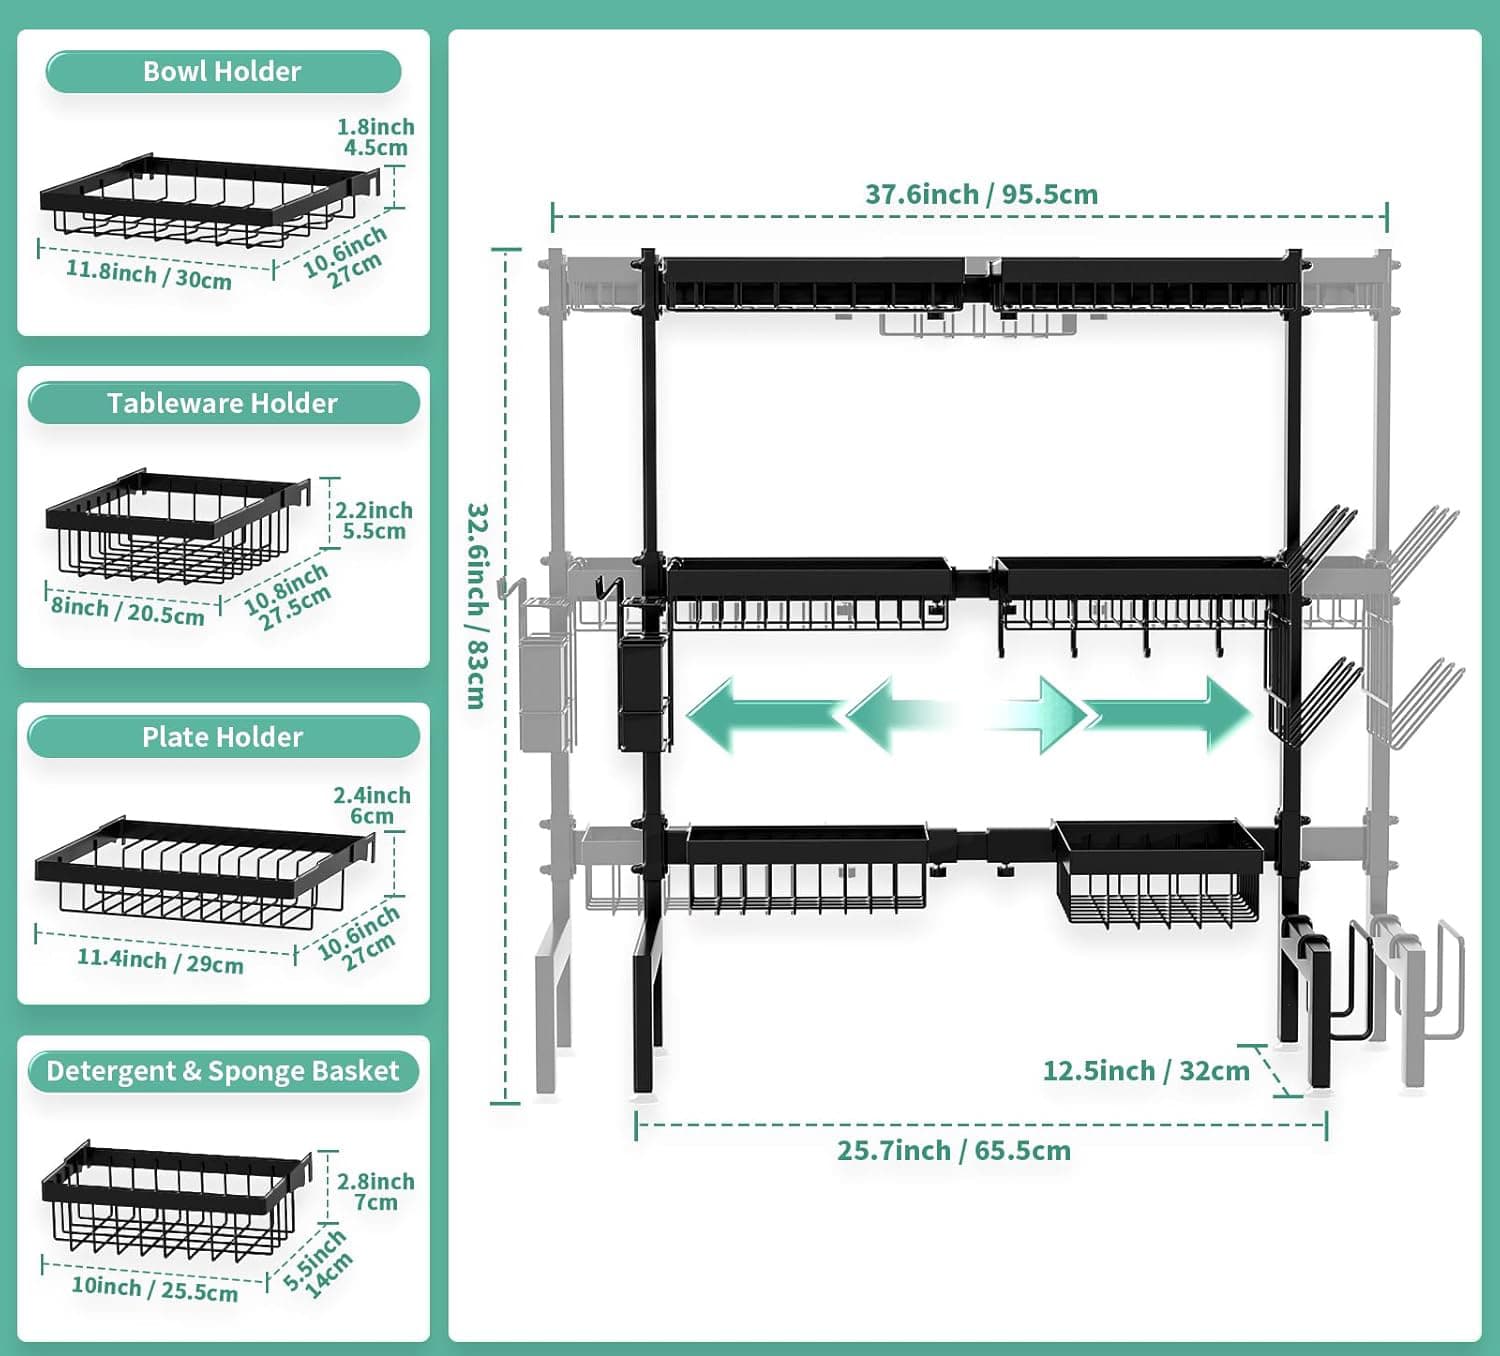 Bowl Holder
1.8inch
4.5cm
11.8inch / 30cm
10.6inch
27cm
Tableware Holder
2.2inch
5.5cm
8inch / 20.5cm
10.8inch
27.5cm
Plate Holder
2.4inch
6cm
11.4inch / 29cm
10.6inch
27cm
Detergent & Sponge Basket
2.8inch
7cm
10inch / 25.5cm
5.5inch
14cm
37.6inch / 95.5cm
32.6inch / 83cm
12.5inch / 32cm
25.7inch / 65.5cm